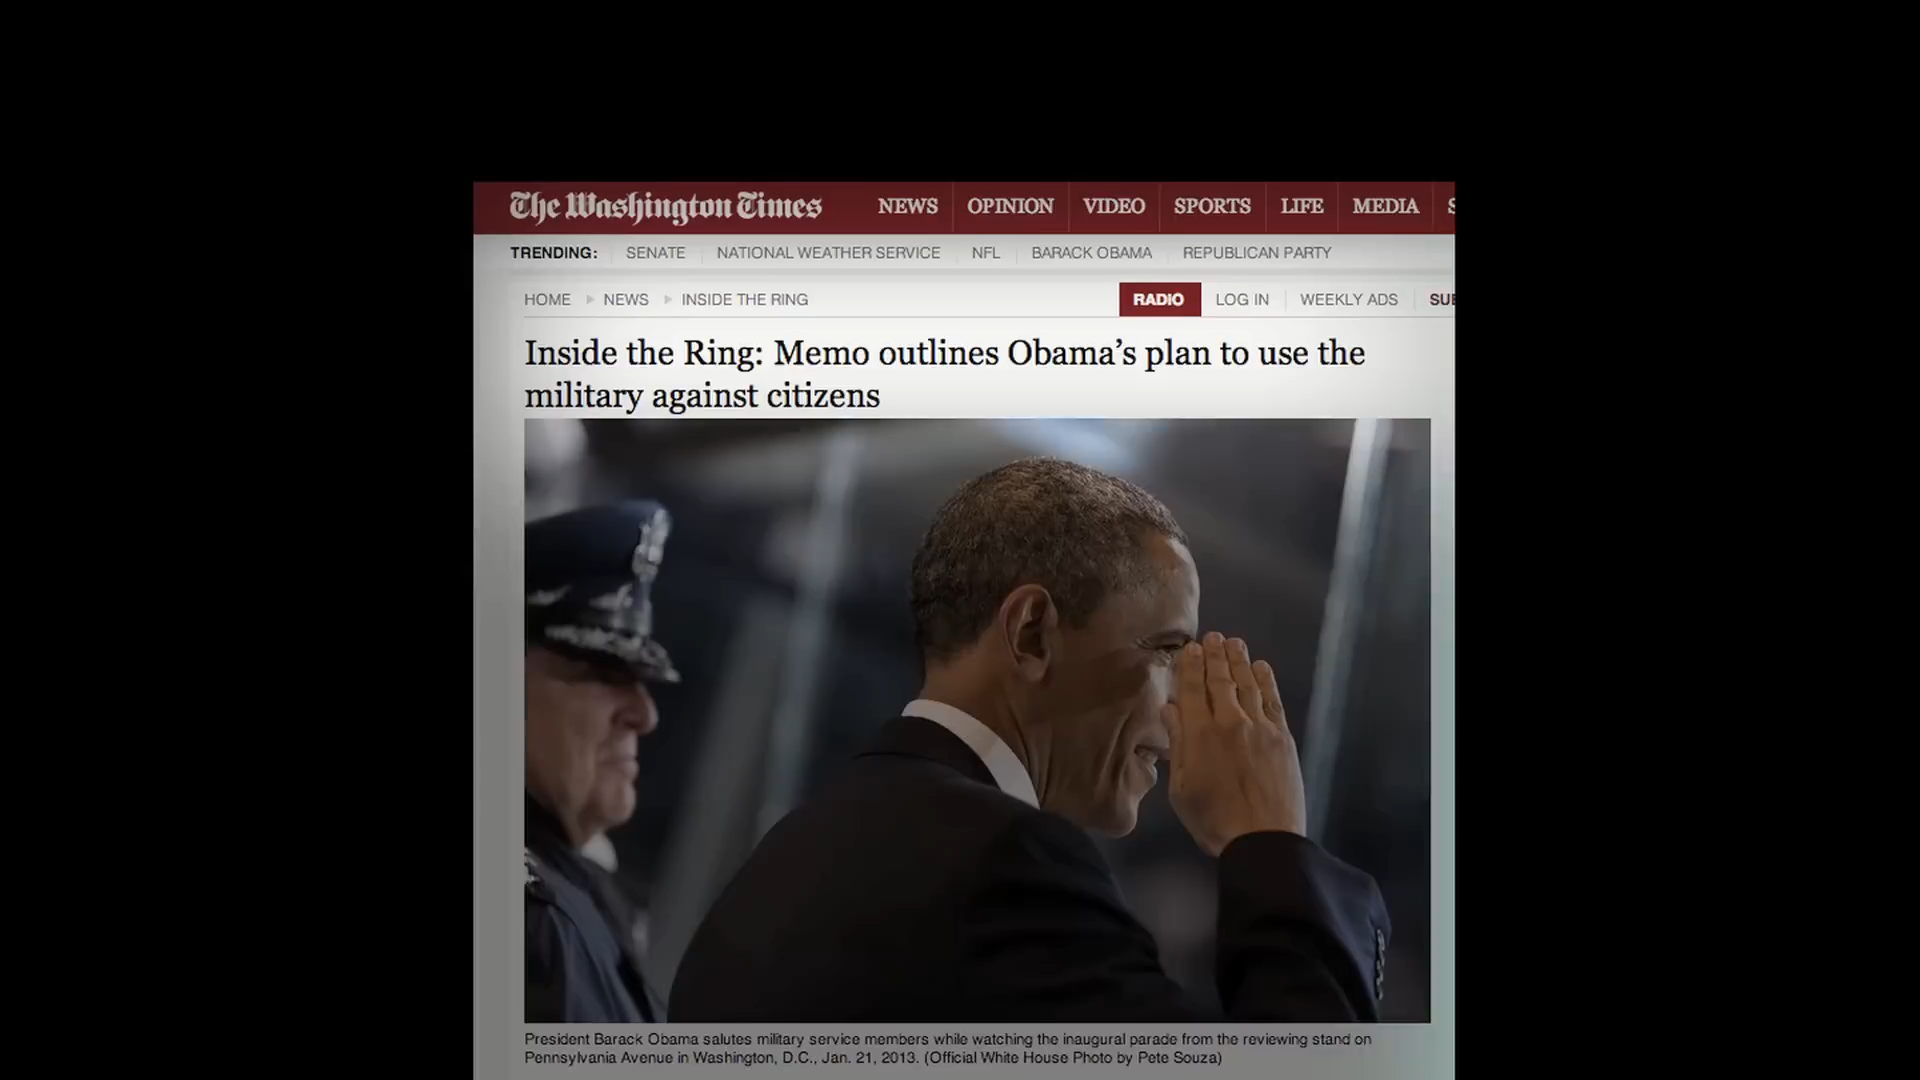 The Washington Times NEWS OPINION VIDEO SPORTS LIFE MEDIA
TRENDING: SENATE NATIONAL WEATHER SERVICE NFL BARACK OBAMA REPUBLICAN PARTY
HOME NEWS INSIDE THE RING RADIO LOG IN WEEKLY ADS
Inside the Ring: Memo outlines Obama’s plan to use the
military against citizens
President Barack Obama salutes military service members while watching the inaugural parade from the reviewing stand on
Pennsylvania Avenue in Washington, D.C., Jan. 21, 2013. (Official White House Photo by Pete Souza)